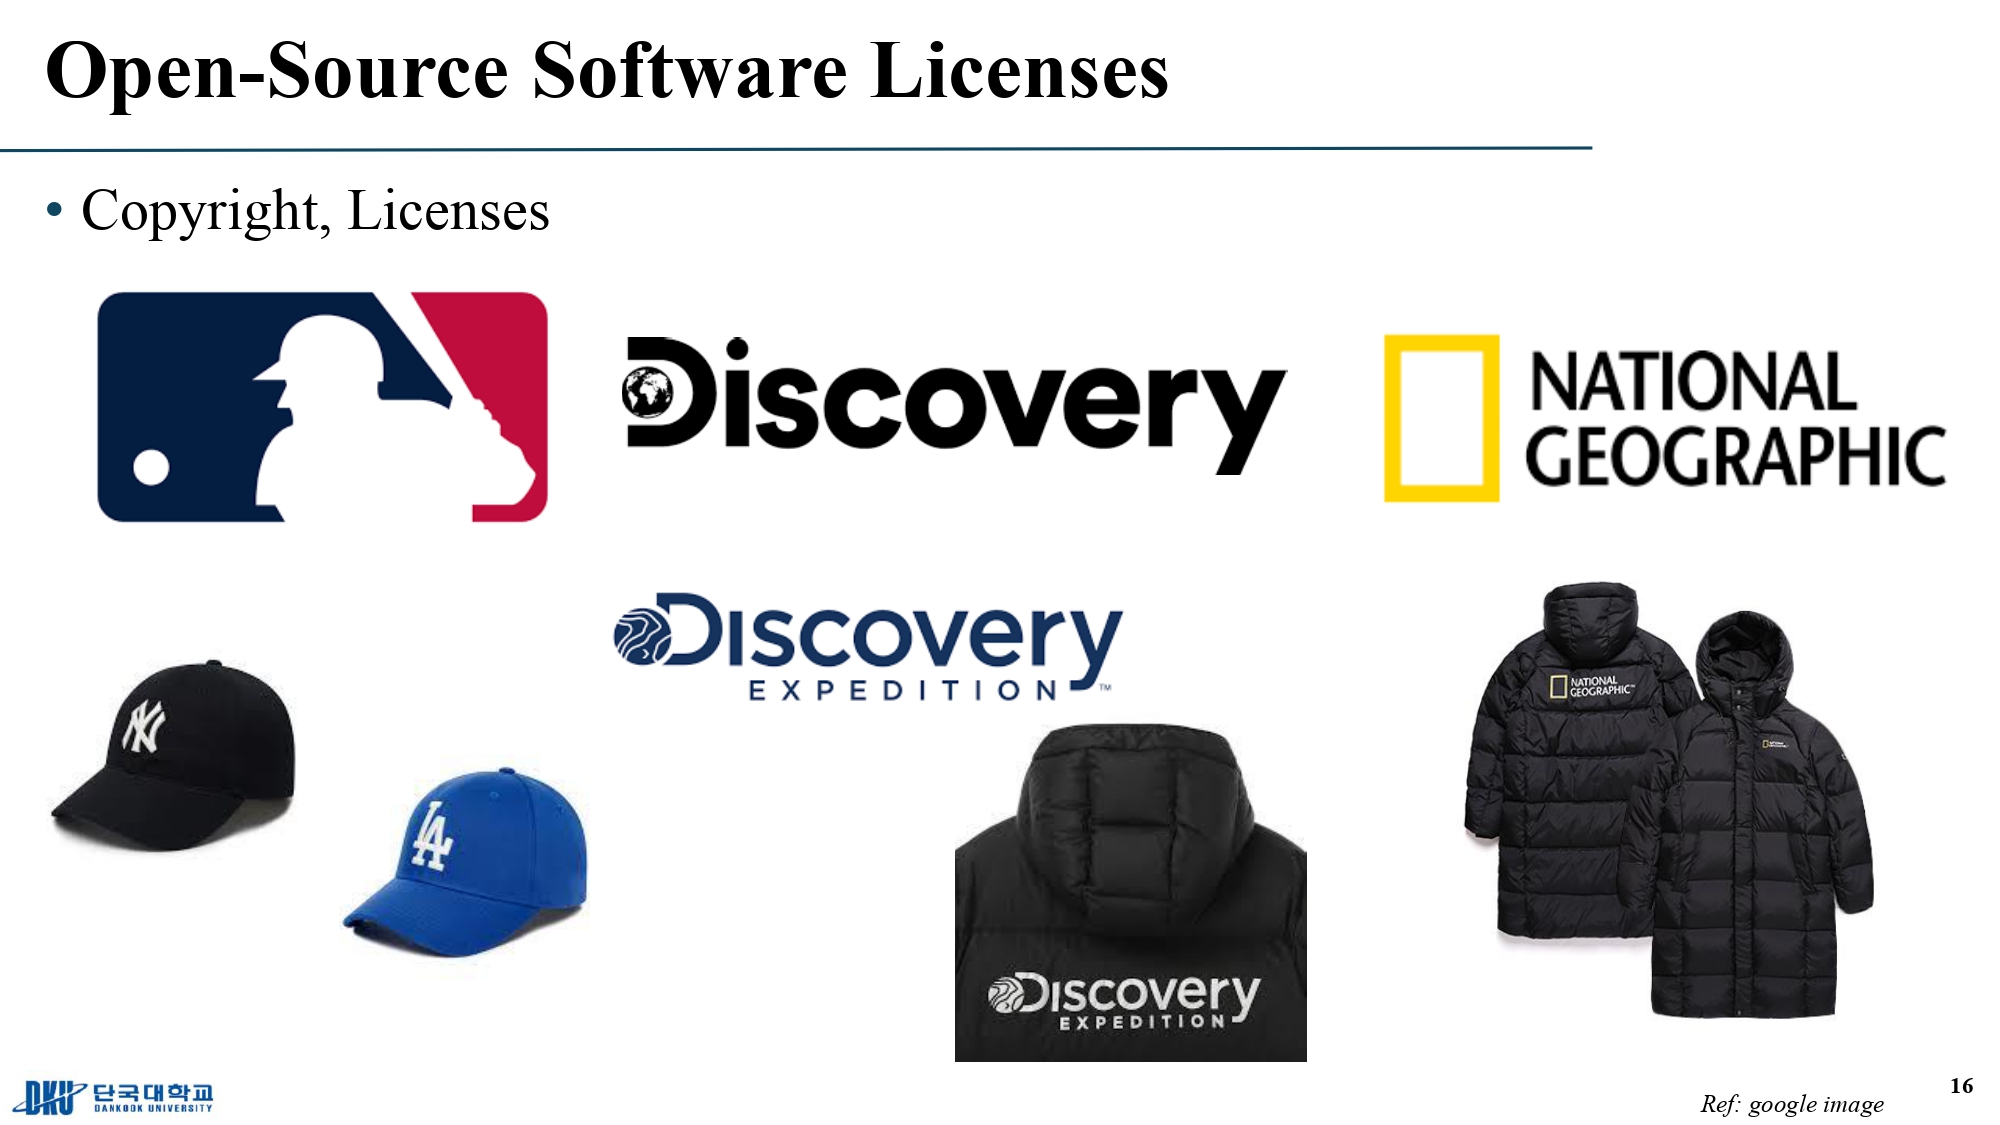 Open-Source Software Licenses
• Copyright, Licenses
Discovery
NATIONAL
GEOGRAPHIC
Discovery
EXPEDITION™
NY
LA
NATIONAL
GEOGRAPHIC™
Discovery
EXPEDITION
DKU 단국대학교
DANKOOK UNIVERSITY
Ref: google image
16